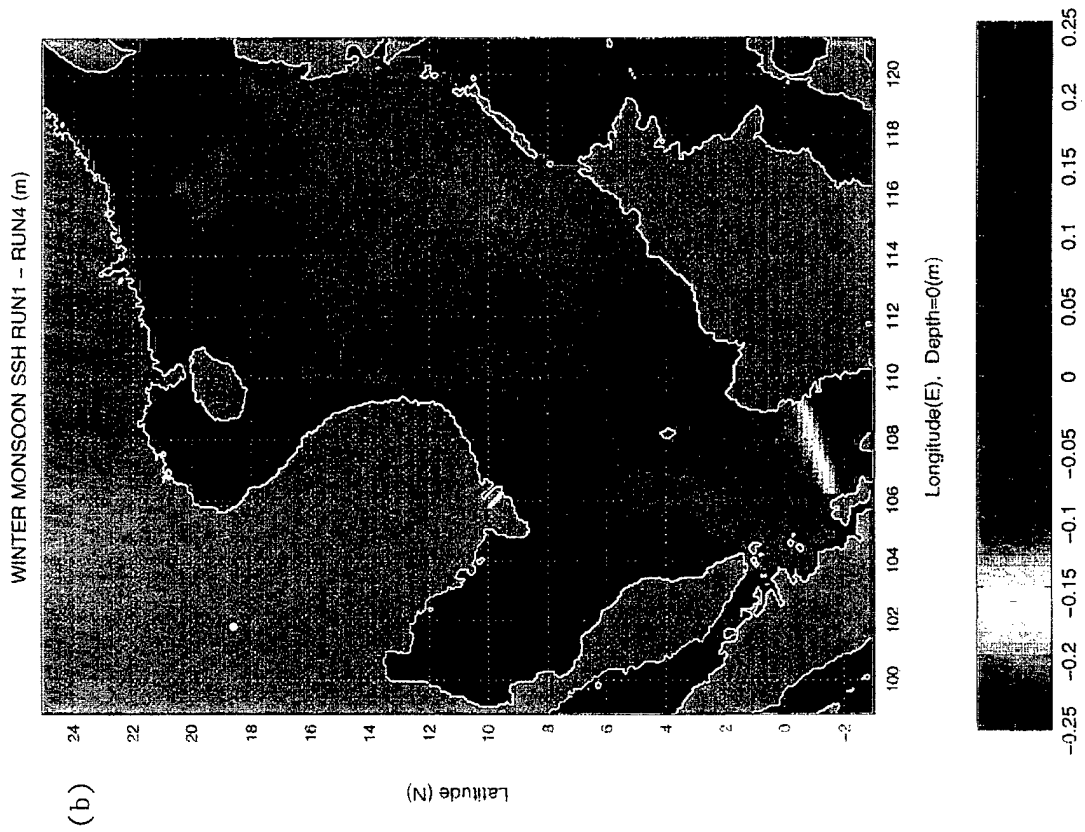 (b)
WINTER MONSOON SSH RUN1 - RUN4 (m)
Latitude (N)
24
22
20
18
16
14
12
10
8
6
4
2
0
-2
100 102 104 106 108 110 112 114 116 118 120
Longitude(E), Depth=0(m)
-0.25 -0.2 -0.15 -0.1 -0.05 0 0.05 0.1 0.15 0.2 0.25